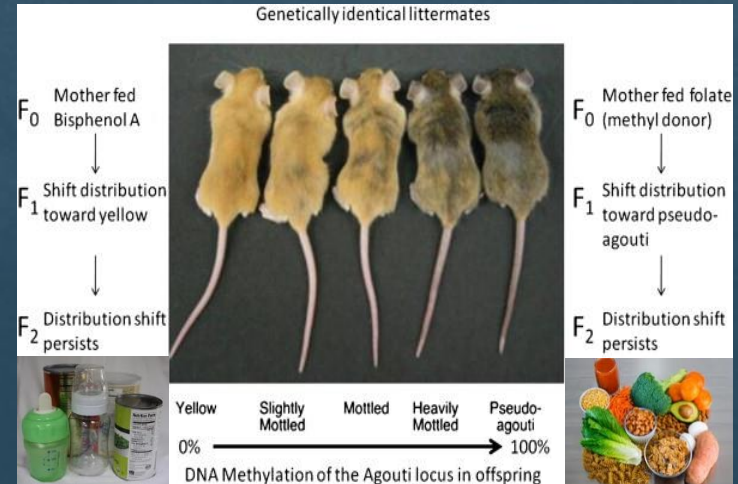 Genetically identical littermates
F0 Mother fed
Bisphenol A
F1 Shift distribution
toward yellow
F2 Distribution shift
persists
F0 Mother fed folate
(methyl donor)
F1 Shift distribution
toward pseudo-
agouti
F2 Distribution shift
persists
Yellow
Slightly
Mottled
Mottled
Heavily
Mottled
Pseudo-
agouti
0%
100%
DNA Methylation of the Agouti locus in offspring